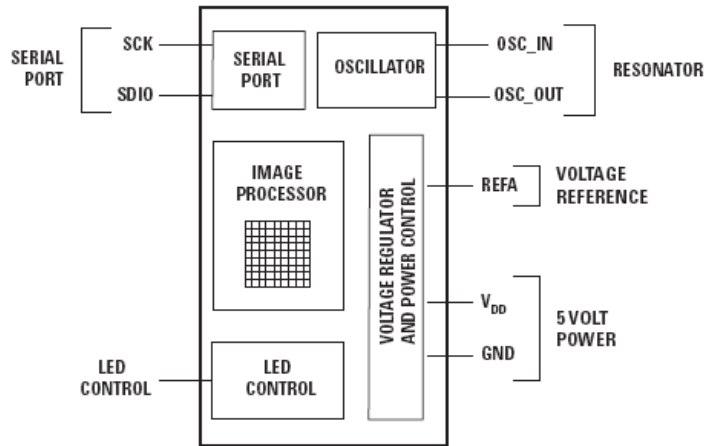 SERIAL
PORT
SCK
SDIO
SERIAL
PORT
OSCILLATOR
OSC_IN
OSC_OUT
RESONATOR
IMAGE
PROCESSOR
VOLTAGE REGULATOR
AND POWER CONTROL
REFA
VOLTAGE
REFERENCE
VDD
GND
5 VOLT
POWER
LED
CONTROL
LED
CONTROL